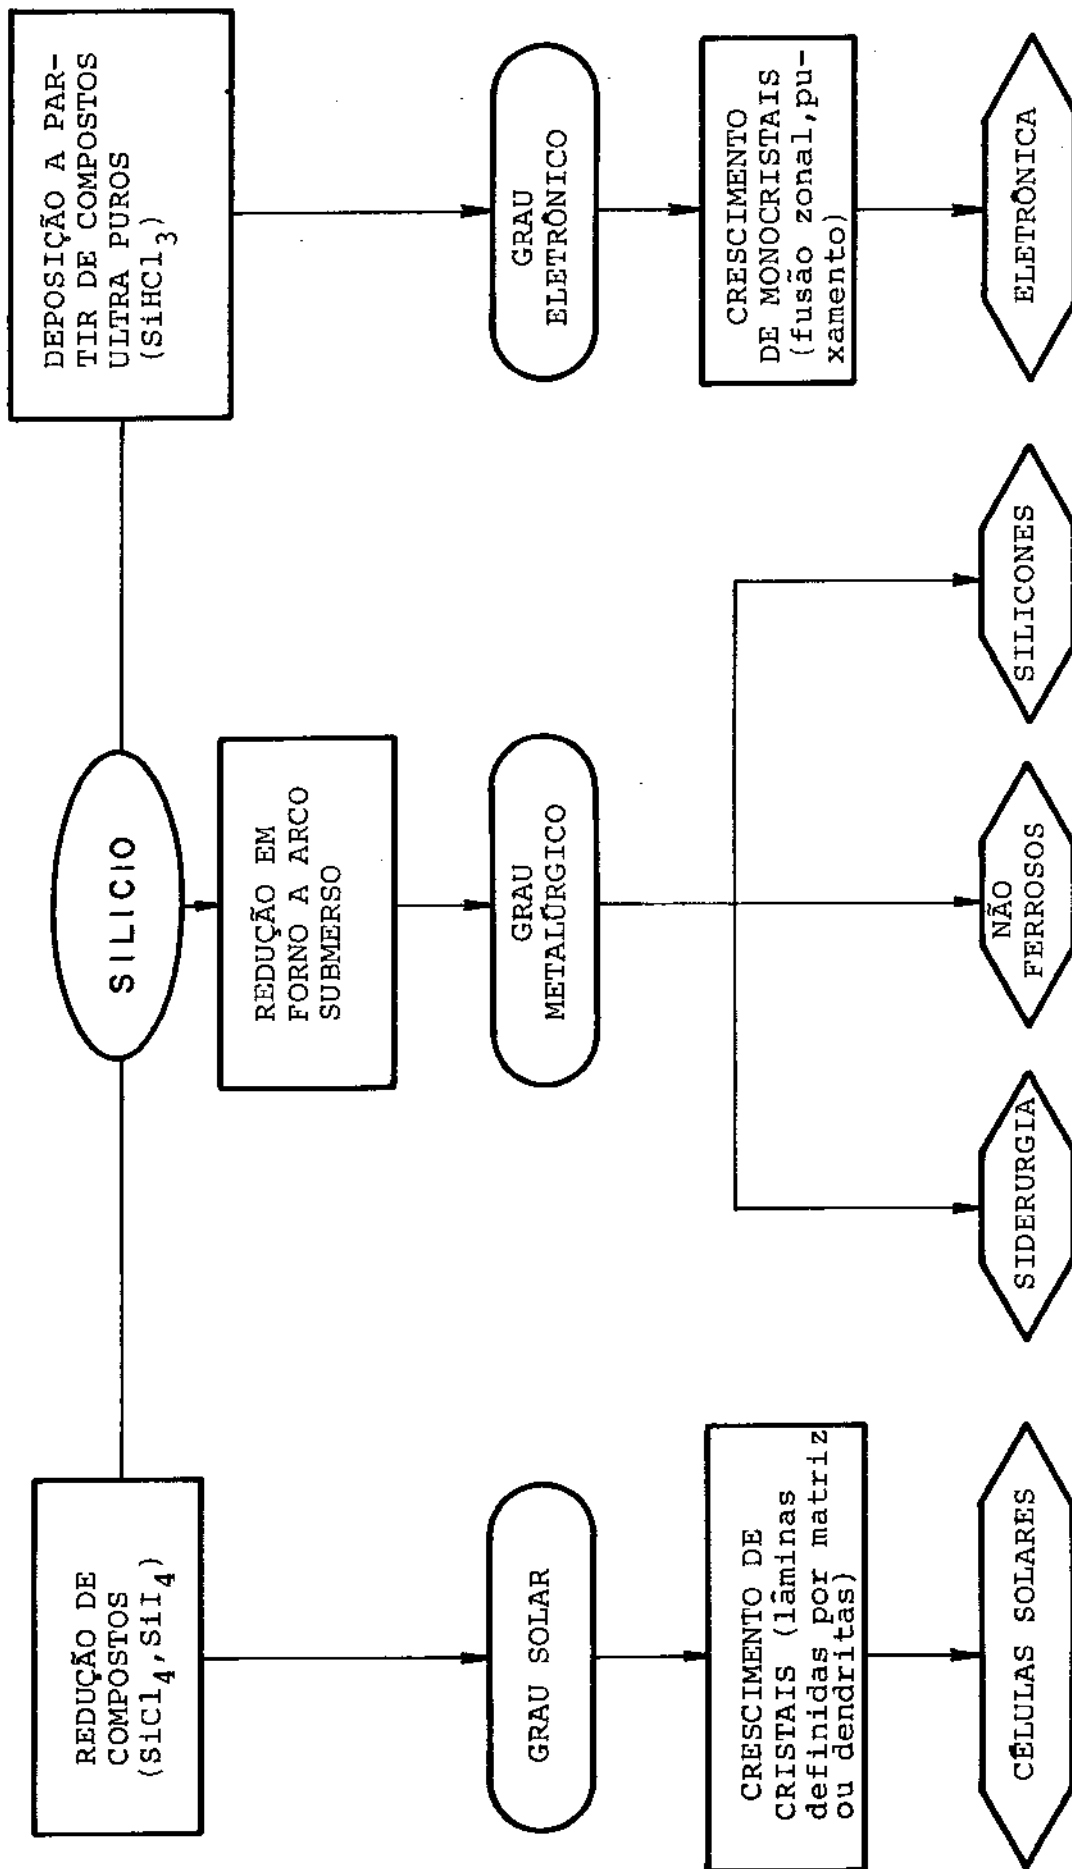 SILICIO
REDUÇÃO DE
COMPOSTOS
(SiCl4,SiI4)
REDUÇÃO EM
FORNO A ARCO
SUBMERSO
DEPOSIÇÃO A PAR-
TIR DE COMPOSTOS
ULTRA PUROS
(SiHCl3)
GRAU SOLAR
GRAU
METALÚRGICO
GRAU
ELETRÔNICO
CRESCIMENTO DE
CRISTAIS (lâminas
definidas por matriz
ou dendritas)
CRESCIMENTO
DE MONOCRISTAIS
(fusão zonal,pu-
xamento)
CÉLULAS SOLARES
SIDERURGIA
NÃO
FERROSOS
SILICONES
ELETRÔNICA